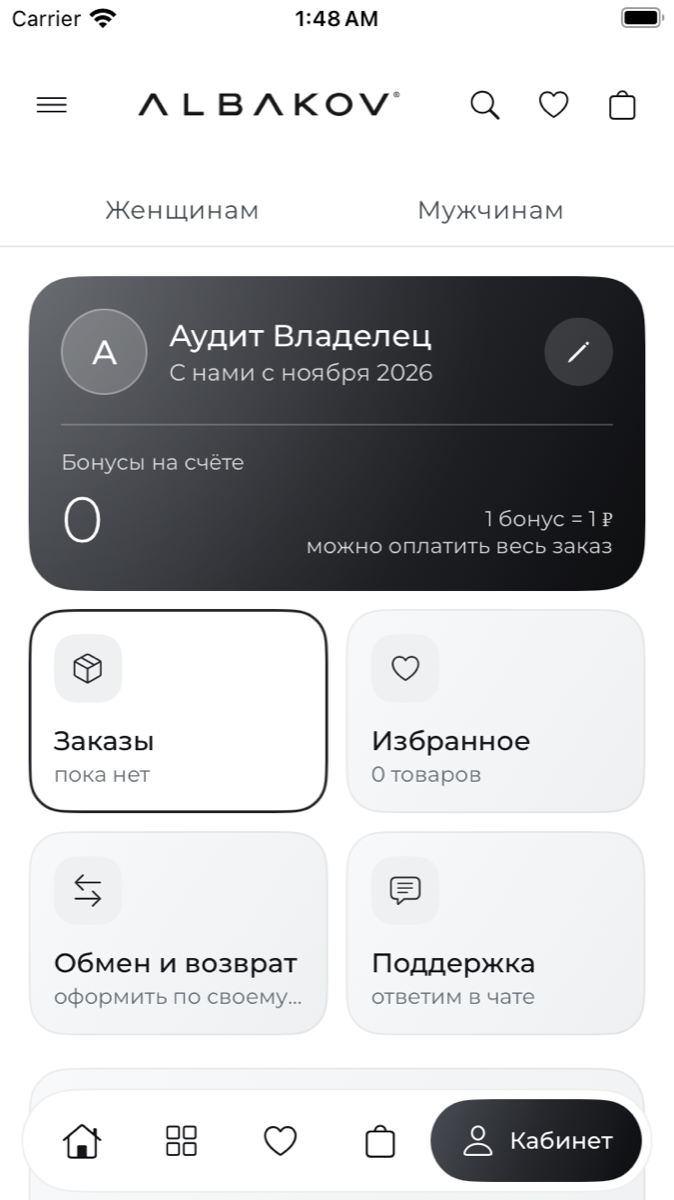 Carrier 1:48 AM
ALBAKOV®
Женщинам Мужчинам
А Аудит Владелец
С нами с ноября 2026
Бонусы на счёте
0
1 бонус = 1 ₽
можно оплатить весь заказ
Заказы
пока нет
Избранное
0 товаров
Обмен и возврат
оформить по своему...
Поддержка
ответим в чате
Кабинет